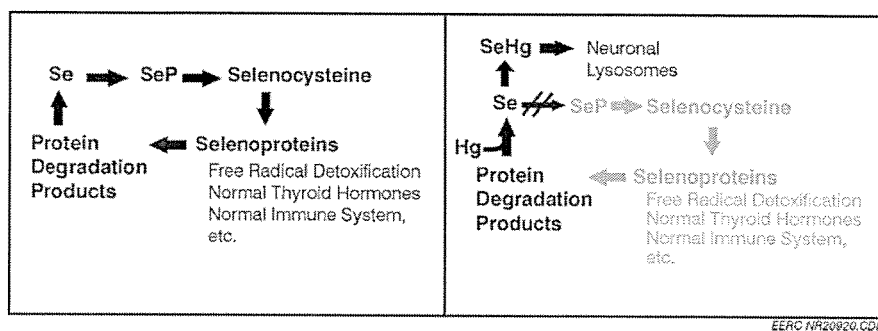 Se SeP Selenocysteine
Protein Selenoproteins
Degradation Free Radical Detoxification
Products Normal Thyroid Hormones
Normal Immune System,
etc.
SeHg Neuronal
Lysosomes
Se SeP Selenocysteine
Hg
Protein Selenoproteins
Degradation Free Radical Detoxification
Products Normal Thyroid Hormones
Normal Immune System,
etc.
EERC NR20920.CD